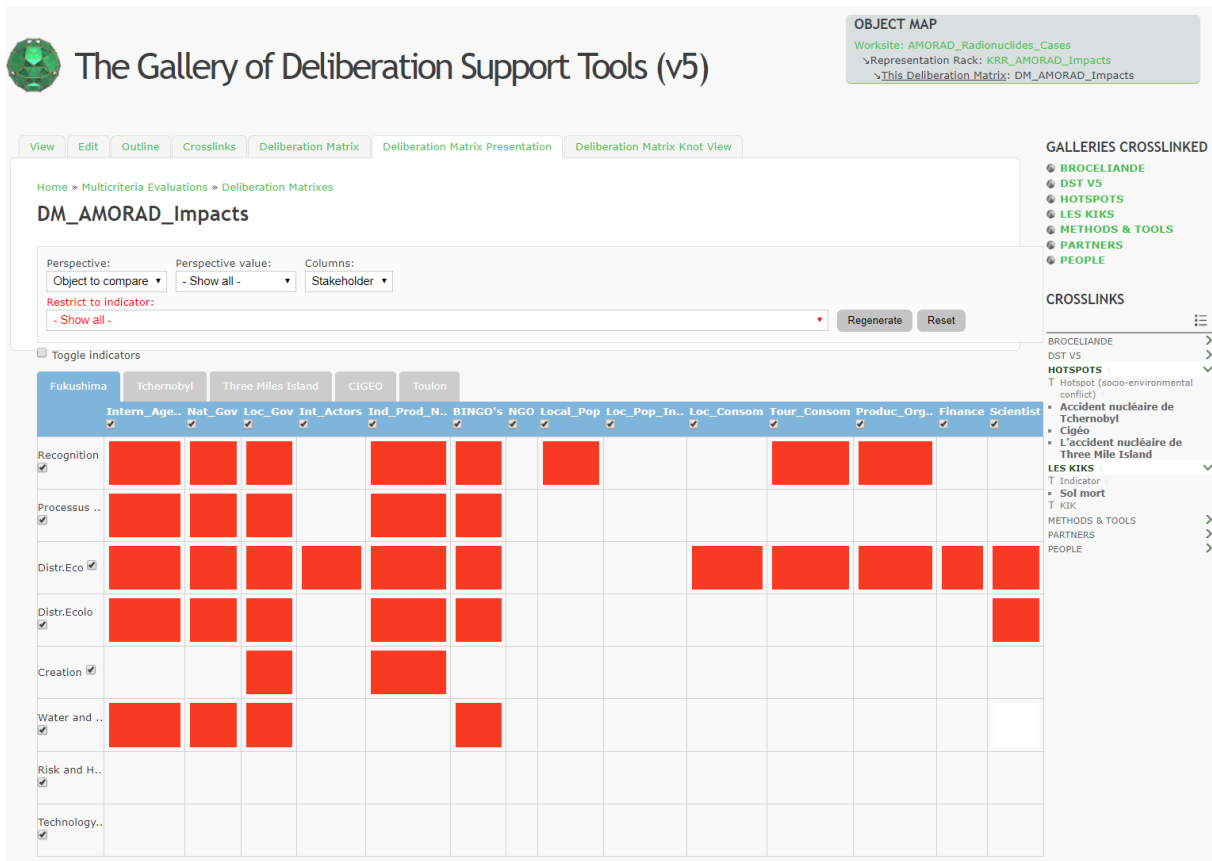 OBJECT MAP
Worksite: AMORAD_Radionuclides_Cases
↘Representation Rack: KRR_AMORAD_Impacts
↘This Deliberation Matrix: DM_AMORAD_Impacts
The Gallery of Deliberation Support Tools (v5)
View Edit Outline Crosslinks Deliberation Matrix Deliberation Matrix Presentation Deliberation Matrix Knot View
Home » Multicriteria Evaluations » Deliberation Matrixes
DM_AMORAD_Impacts
Perspective: Perspective value: Columns:
Object to compare - Show all - Stakeholder
Restrict to indicator:
- Show all - Regenerate Reset
Toggle indicators
Fukushima Tchernobyl Three Miles Island CIGEO Toulon
Intern_Age.. Nat_Gov Loc_Gov Int_Actors Ind_Prod_N.. BINGO's NGO Local_Pop Loc_Pop_In.. Loc_Consom Tour_Consom Produc_Org.. Finance Scientist
Recognition
Processus ..
Distr.Eco
Distr.Ecolo
Creation
Water and ..
Risk and H..
Technology..
GALLERIES CROSSLINKED
BROCELIANDE
DST V5
HOTSPOTS
LES KIKS
METHODS & TOOLS
PARTNERS
PEOPLE
CROSSLINKS
BROCELIANDE
DST V5
HOTSPOTS
T Hotspot (socio-environmental
conflict)
Accident nucléaire de
Tchernobyl
Cigéo
L'accident nucléaire de
Three Mile Island
LES KIKS
T Indicator
Sol mort
T KIK
METHODS & TOOLS
PARTNERS
PEOPLE